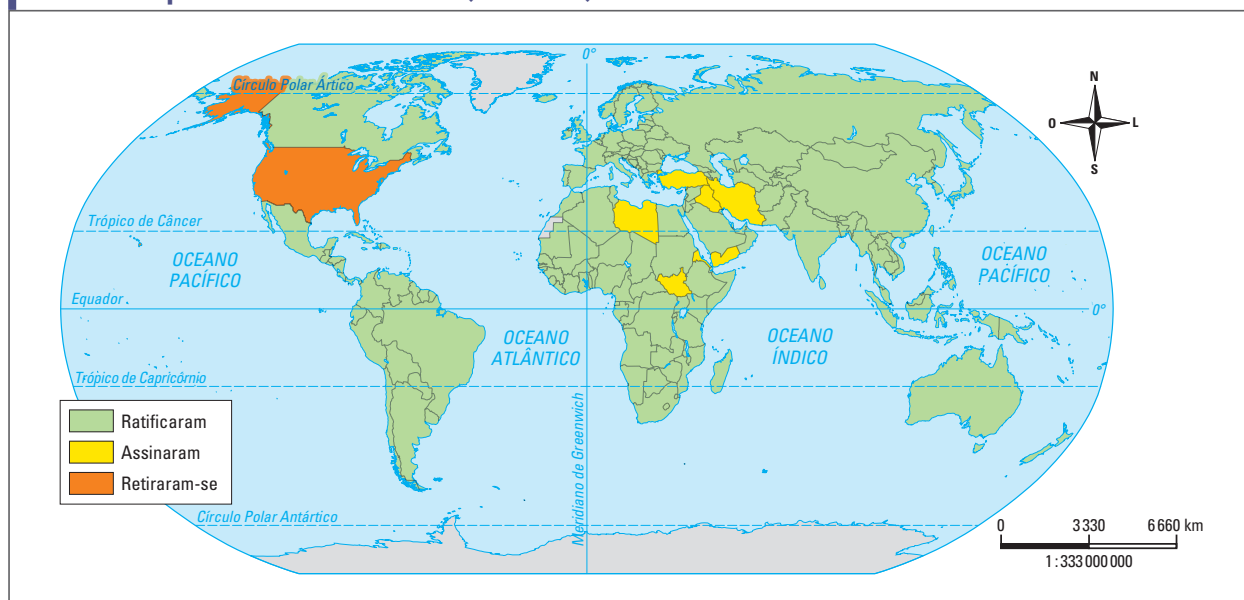 0°
Círculo Polar Ártico
N
O
L
S
Trópico de Câncer
OCEANO
PACÍFICO
OCEANO
PACÍFICO
Equador
0°
OCEANO
ATLÂNTICO
OCEANO
ÍNDICO
Trópico de Capricórnio
Meridiano de Greenwich
Ratificaram
Assinaram
Retiraram-se
Círculo Polar Antártico
0 3 330 6 660 km
1 : 333 000 000